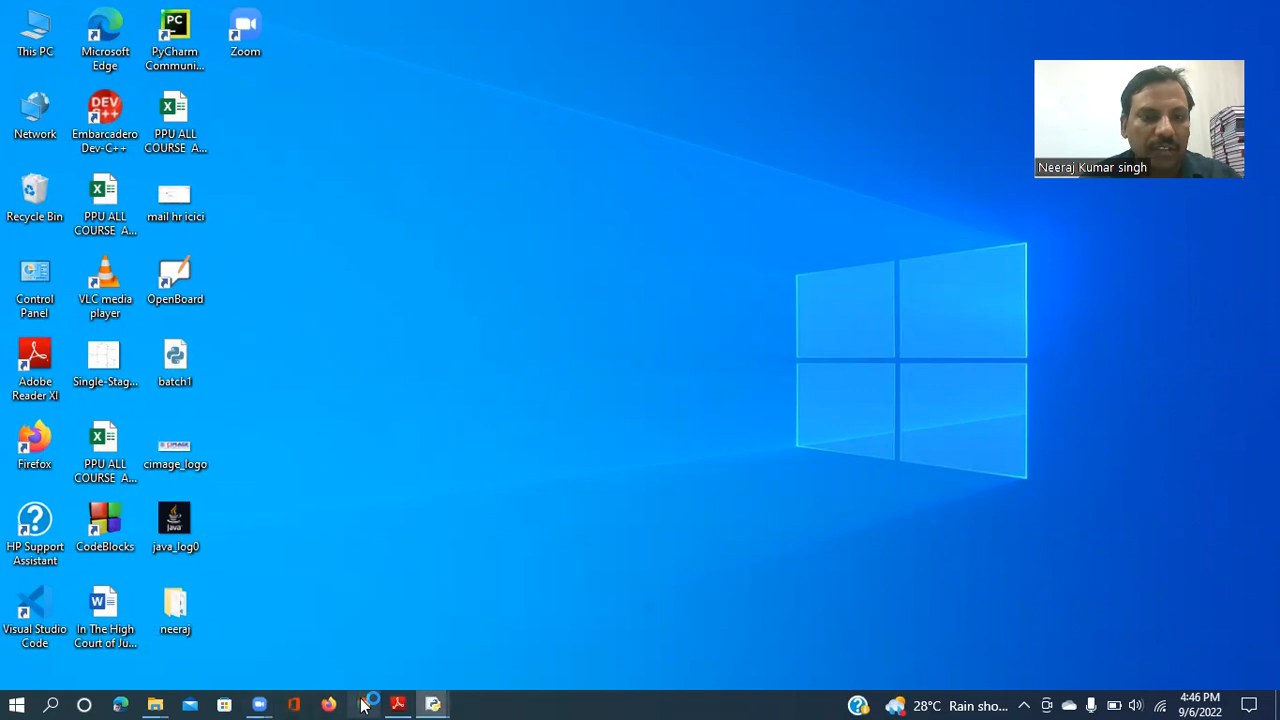 This PC
Microsoft Edge
PC
PyCharm Communi...
Zoom
Network
DEV C++
Embarcadero Dev-C++
PPU ALL COURSE A...
Recycle Bin
PPU ALL COURSE A...
mail hr icici
Control Panel
VLC media player
OpenBoard
Adobe Reader XI
Single-Stag...
batch1
Firefox
PPU ALL COURSE A...
cimage_logo
HP Support Assistant
CodeBlocks
java_log0
Visual Studio Code
In The High Court of Ju...
neeraj
Neeraj Kumar singh
28°C Rain sho...
4:46 PM
9/6/2022